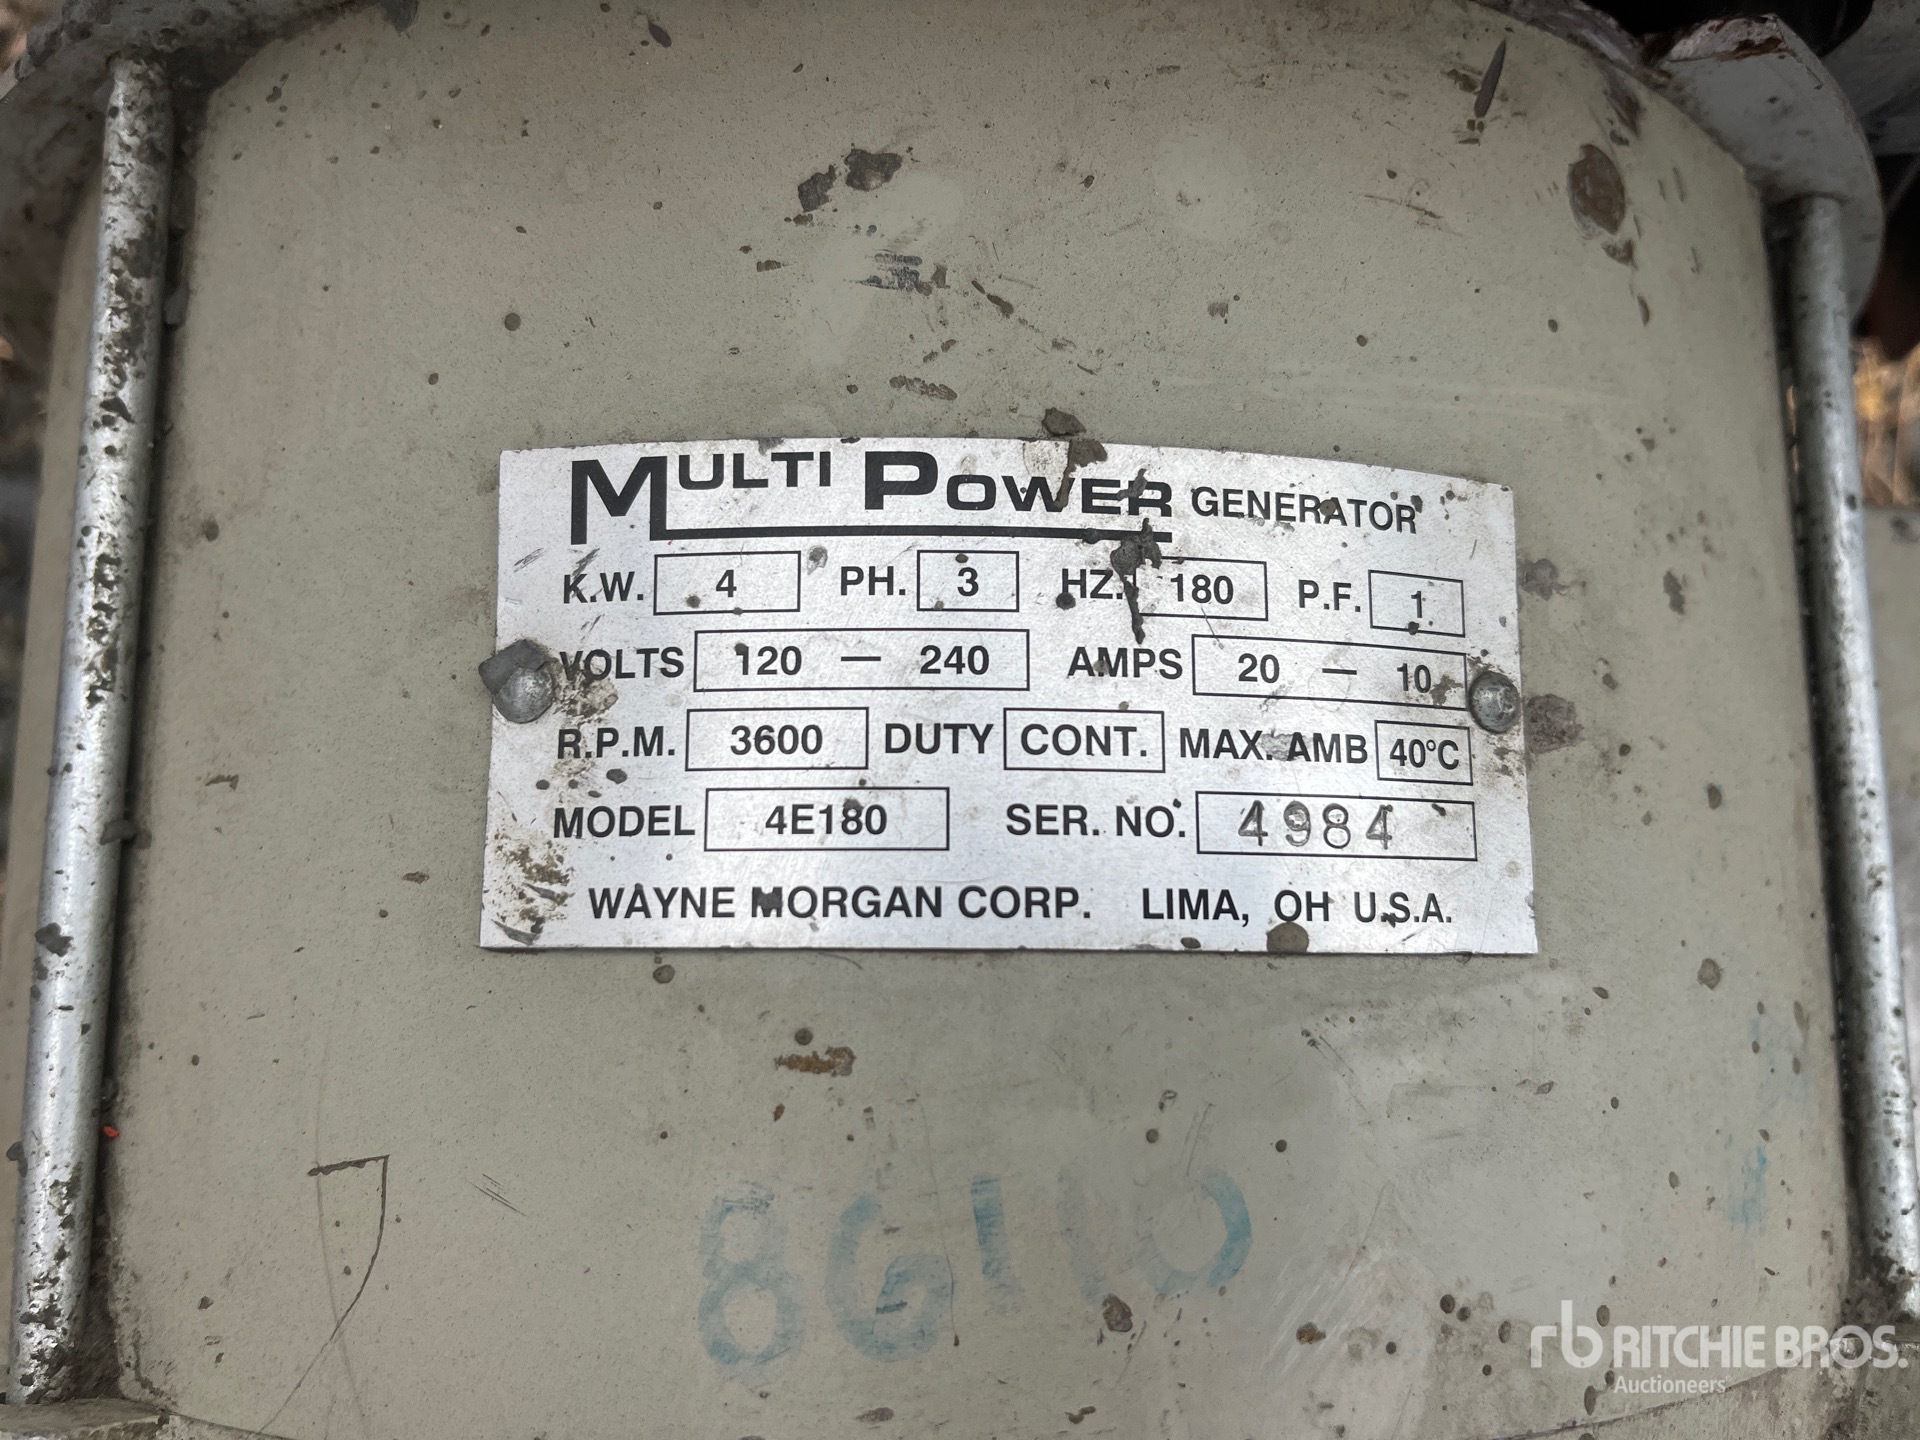 MULTI POWER GENERATOR
K.W. 4 PH. 3 HZ. 180 P.F. 1
VOLTS 120 — 240 AMPS 20 — 10
R.P.M. 3600 DUTY CONT. MAX. AMB 40°C
MODEL 4E180 SER. NO. 4984
WAYNE MORGAN CORP. LIMA, OH U.S.A.
rb RITCHIE BROS.
Auctioneers